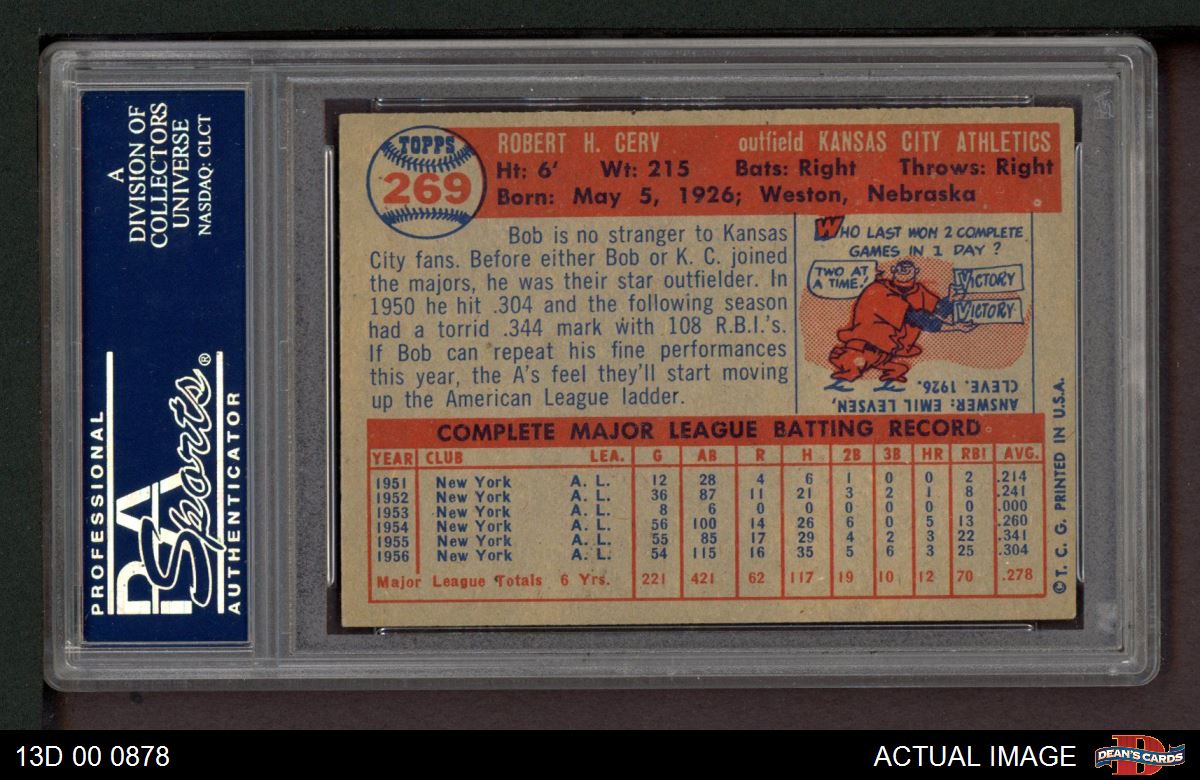 A
DIVISION OF
COLLECTORS
UNIVERSE
NASDAQ: CLCT
PROFESSIONAL
PSA
Sports®
AUTHENTICATOR
TOPPS
269
ROBERT H. CERV outfield KANSAS CITY ATHLETICS
Ht: 6' Wt: 215 Bats: Right Throws: Right
Born: May 5, 1926; Weston, Nebraska
Bob is no stranger to Kansas
City fans. Before either Bob or K. C. joined
the majors, he was their star outfielder. In
1950 he hit .304 and the following season
had a torrid .344 mark with 108 R.B.I.'s.
If Bob can repeat his fine performances
this year, the A's feel they'll start moving
up the American League ladder.
WHO LAST WON 2 COMPLETE
GAMES IN 1 DAY?
TWO AT
A TIME!
VICTORY
VICTORY
ANSWER: EMIL LEVSEN,
CLEVE. 1926.
COMPLETE MAJOR LEAGUE BATTING RECORD
YEAR CLUB LEA. G AB R H 2B 3B HR RBI AVG.
1951 New York A. L. 12 28 4 6 1 0 0 2 .214
1952 New York A. L. 36 87 11 21 3 2 1 8 .241
1953 New York A. L. 8 6 0 0 0 0 0 0 .000
1954 New York A. L. 56 100 14 26 6 0 5 13 .260
1955 New York A. L. 55 85 17 29 4 2 3 22 .341
1956 New York A. L. 54 115 16 35 5 6 3 25 .304
Major League Totals 6 Yrs. 221 421 62 117 19 10 12 70 .278
© T. C. G. PRINTED IN U.S.A.
13D 00 0878
ACTUAL IMAGE
D
DEAN'S CARDS